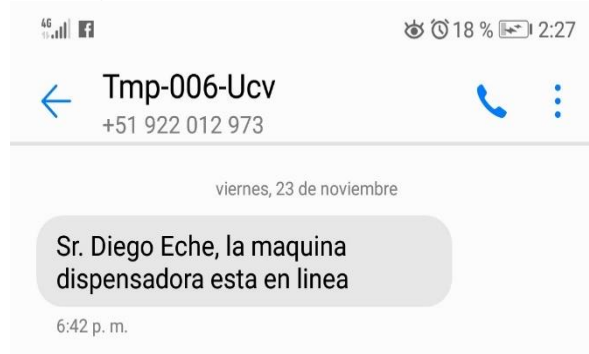 4G 18 % 2:27
Tmp-006-Ucv
+51 922 012 973
viernes, 23 de noviembre
Sr. Diego Eche, la maquina
dispensadora esta en linea
6:42 p. m.